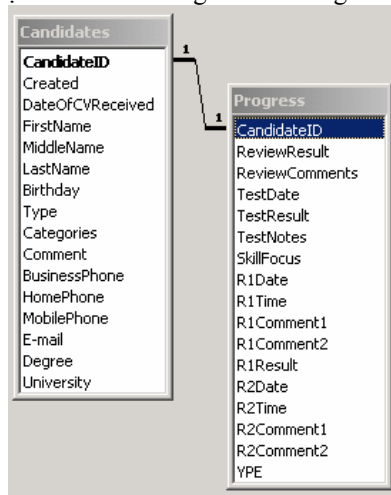 Candidates
CandidateID
Created
DateOfCVReceived
FirstName
MiddleName
LastName
Birthday
Type
Categories
Comment
BusinessPhone
HomePhone
MobilePhone
E-mail
Degree
University
1
1
Progress
CandidateID
ReviewResult
ReviewComments
TestDate
TestResult
TestNotes
SkillFocus
R1Date
R1Time
R1Comment1
R1Comment2
R1Result
R2Date
R2Time
R2Comment1
R2Comment2
YPE